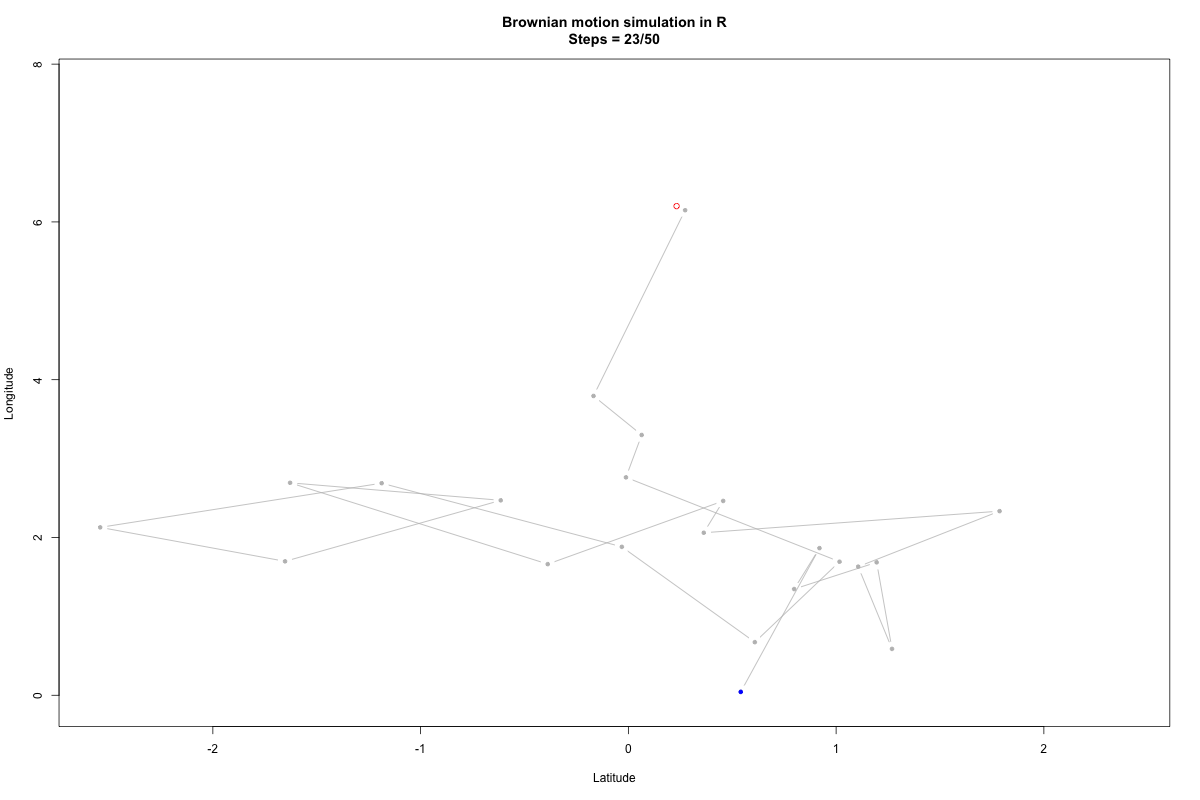 Brownian motion simulation in R
Steps = 23/50
8
6
4
2
0
Longitude
-2 -1 0 1 2
Latitude